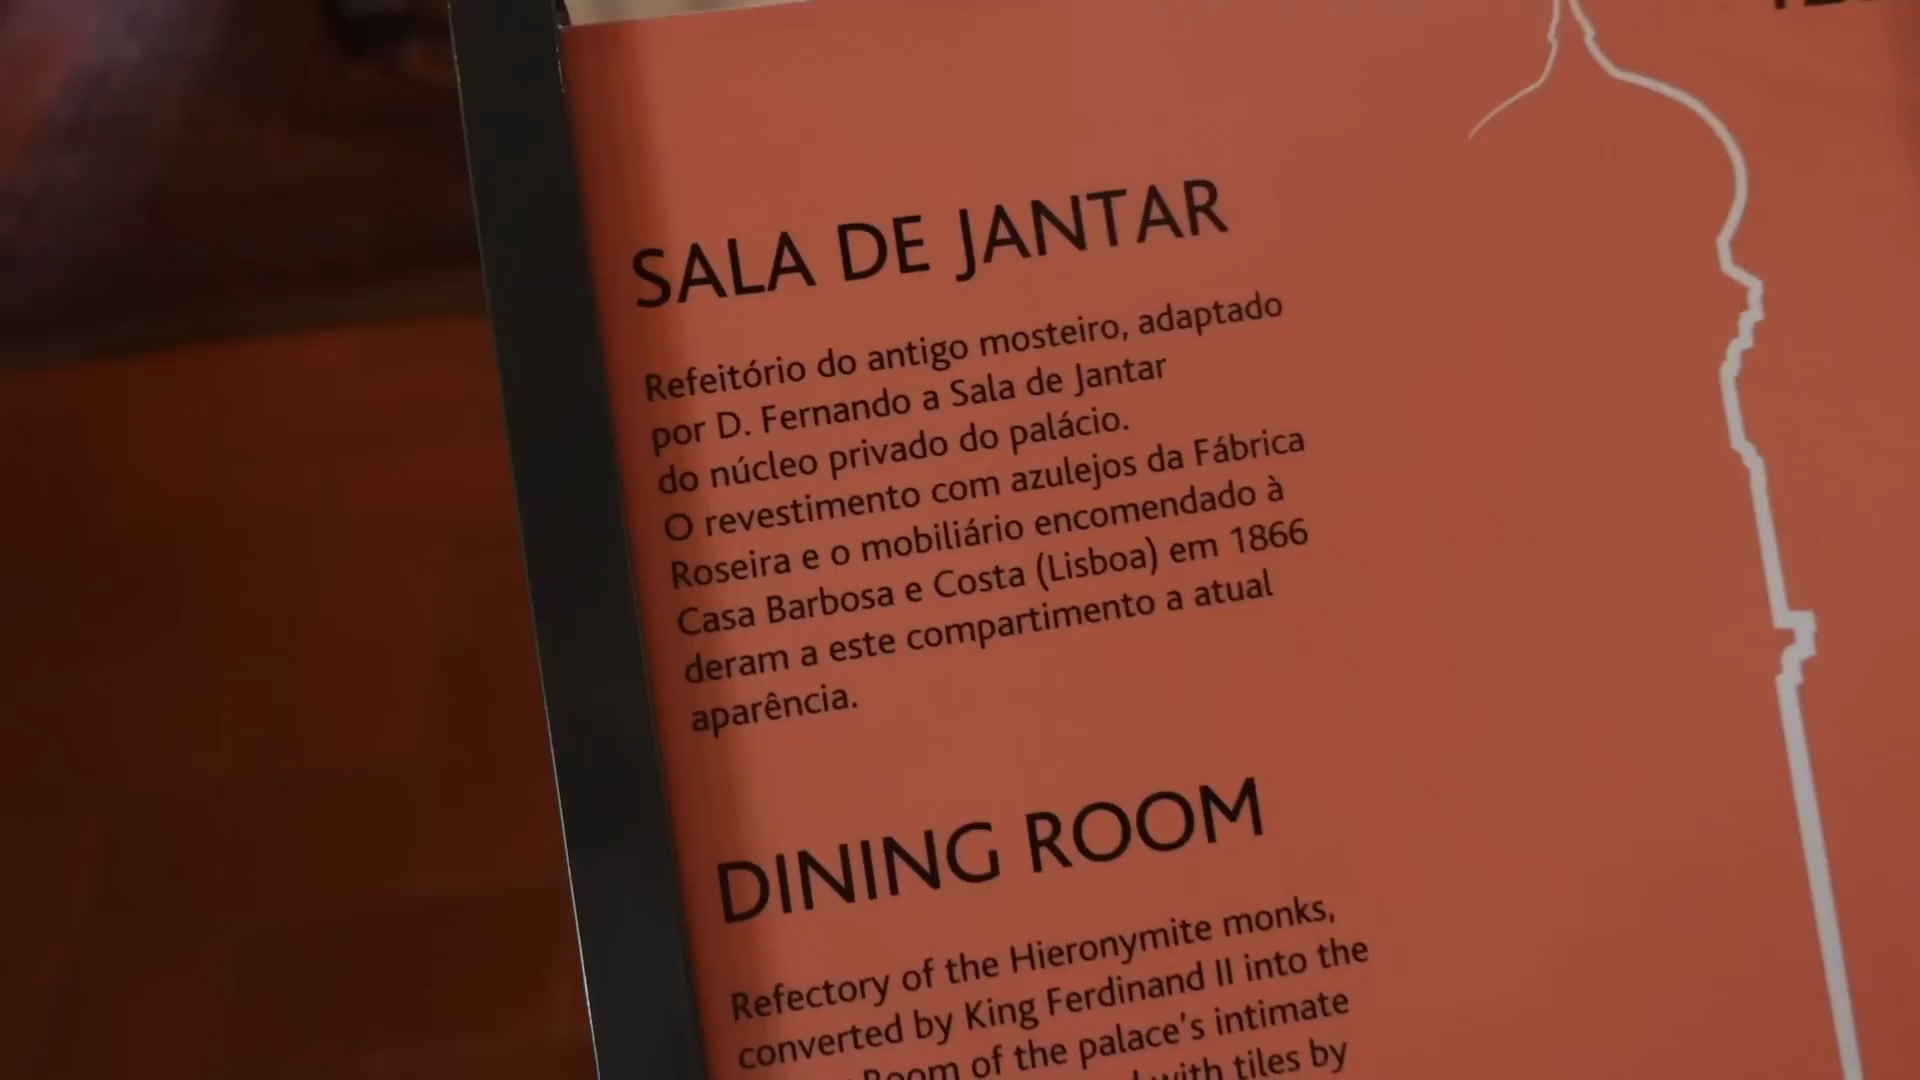 SALA DE JANTAR
Refeitório do antigo mosteiro, adaptado
por D. Fernando a Sala de Jantar
do núcleo privado do palácio.
O revestimento com azulejos da Fábrica
Roseira e o mobiliário encomendado à
Casa Barbosa e Costa (Lisboa) em 1866
deram a este compartimento a atual
aparência.
DINING ROOM
Refectory of the Hieronymite monks,
converted by King Ferdinand II into the
Room of the palace's intimate
with tiles by